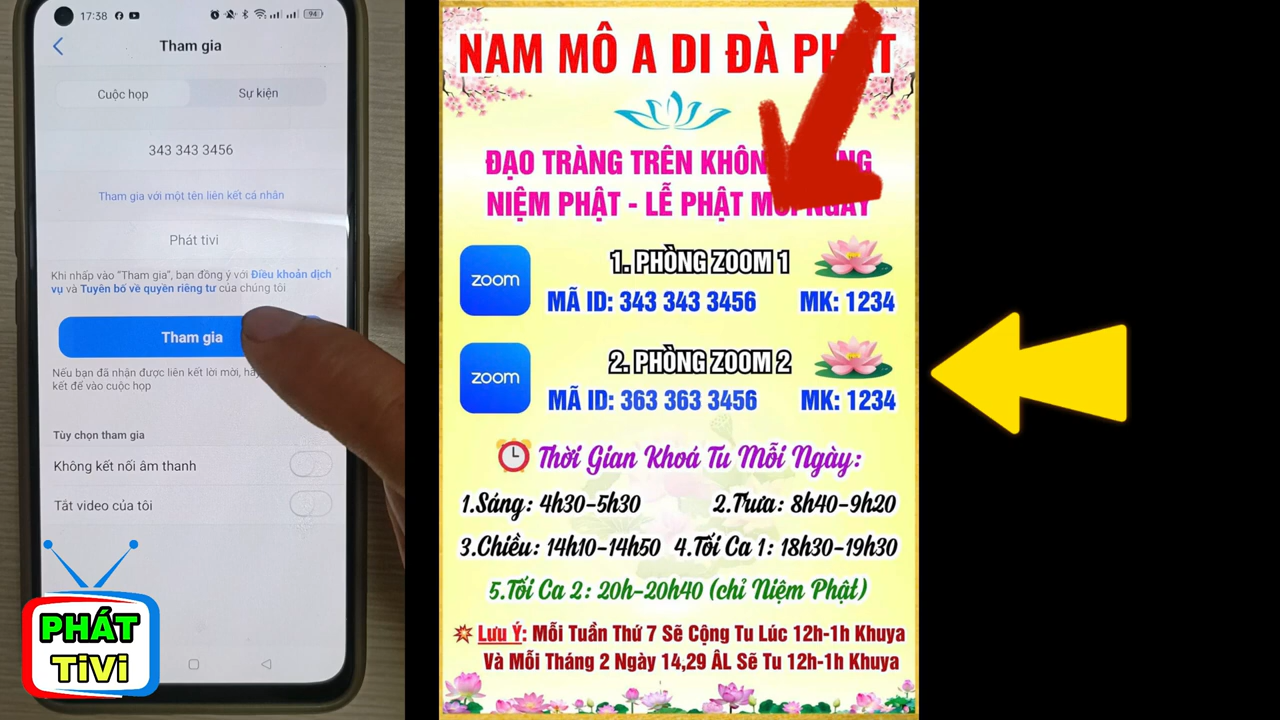 17:38
94
Tham gia
Cuộc họp
Sự kiện
343 343 3456
Tham gia với một tên liên kết cá nhân
Phát tivi
Khi nhấp vào "Tham gia", bạn đồng ý với Điều khoản dịch
vụ và Tuyên bố về quyền riêng tư của chúng tôi
Tham gia
Nếu bạn đã nhận được liên kết lời mời,
kết để vào cuộc họp
Tùy chọn tham gia
Không kết nối âm thanh
Tắt video của tôi
PHÁT
TiVi
NAM MÔ A DI ĐÀ PHẬT
ĐẠO TRÀNG TRÊN
NIỆM PHẬT - LỄ PHẬT MỖI NGÀY
zoom
1. PHÒNG ZOOM 1
MÃ ID: 343 343 3456 MK: 1234
zoom
2. PHÒNG ZOOM 2
MÃ ID: 363 363 3456 MK: 1234
Thời Gian Khoá Tu Mỗi Ngày:
1.Sáng: 4h30-5h30 2.Trưa: 8h40-9h20
3.Chiều: 14h10-14h50 4.Tối Ca 1: 18h30-19h30
5.Tối Ca 2: 20h-20h40 (chỉ Niệm Phật)
Lưu Ý: Mỗi Tuần Thứ 7 Sẽ Cộng Tu Lúc 12h-1h Khuya
Và Mỗi Tháng 2 Ngày 14,29 ÂL Sẽ Tu 12h-1h Khuya